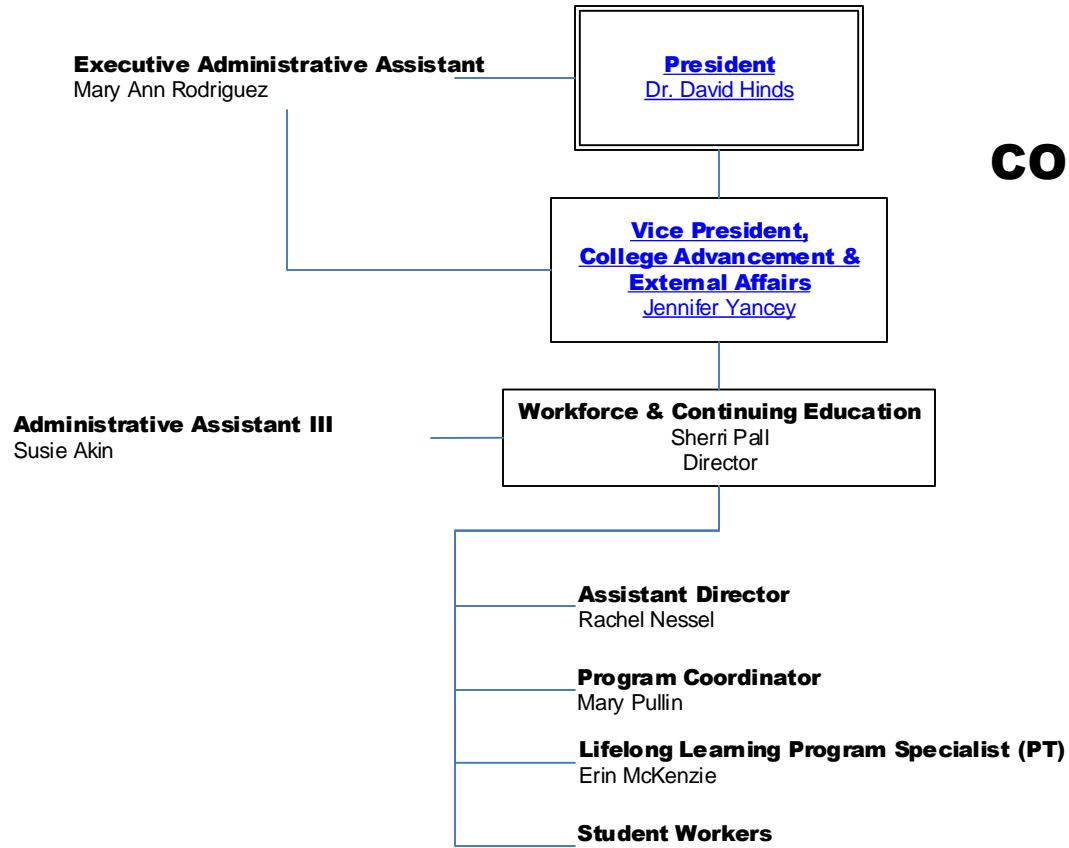 Executive Administrative Assistant
Mary Ann Rodriguez
President
Dr. David Hinds
CO
Vice President,
College Advancement &
External Affairs
Jennifer Yancey
Administrative Assistant III
Susie Akin
Workforce & Continuing Education
Sherri Pall
Director
Assistant Director
Rachel Nessel
Program Coordinator
Mary Pullin
Lifelong Learning Program Specialist (PT)
Erin McKenzie
Student Workers